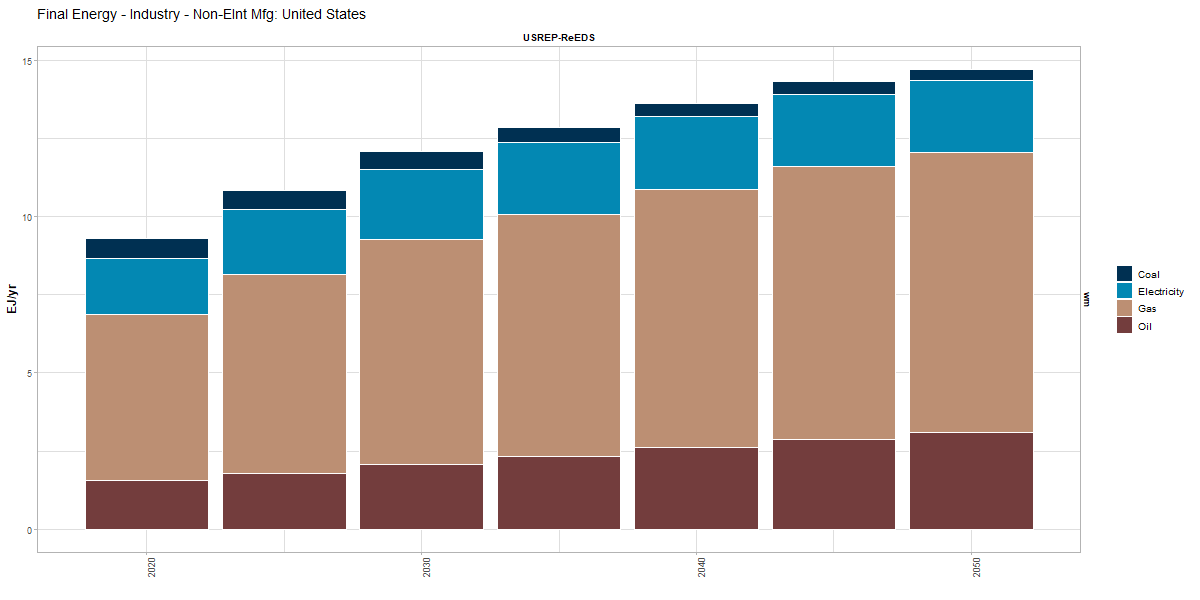 Final Energy - Industry - Non-EInt Mfg: United States
USREP-ReEDS
15
10
5
0
EJ/yr
2020
2030
2040
2050
wm
Coal
Electricity
Gas
Oil